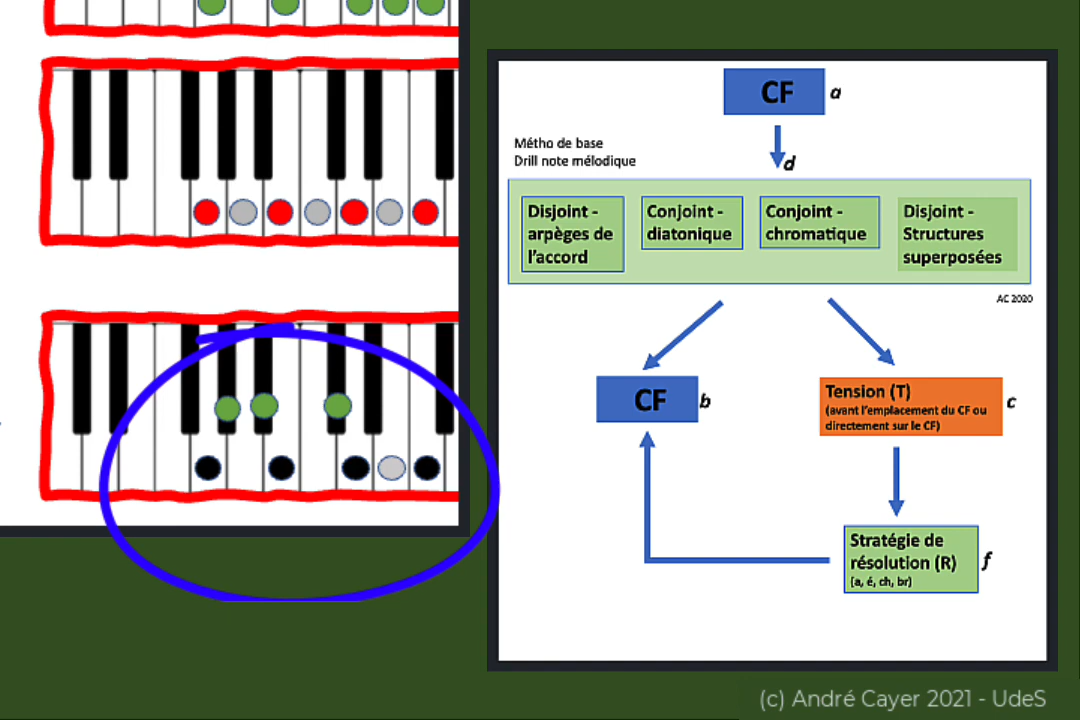 CF
a
Métho de base
Drill note mélodique
d
Disjoint -
arpèges de
l'accord
Conjoint -
diatonique
Conjoint -
chromatique
Disjoint -
Structures
superposées
AC 2020
CF
b
Tension (T)
(avant l'emplacement du CF ou
directement sur le CF)
c
Stratégie de
résolution (R)
(a, é, ch, br)
f
(c) André Cayer 2021 - UdeS